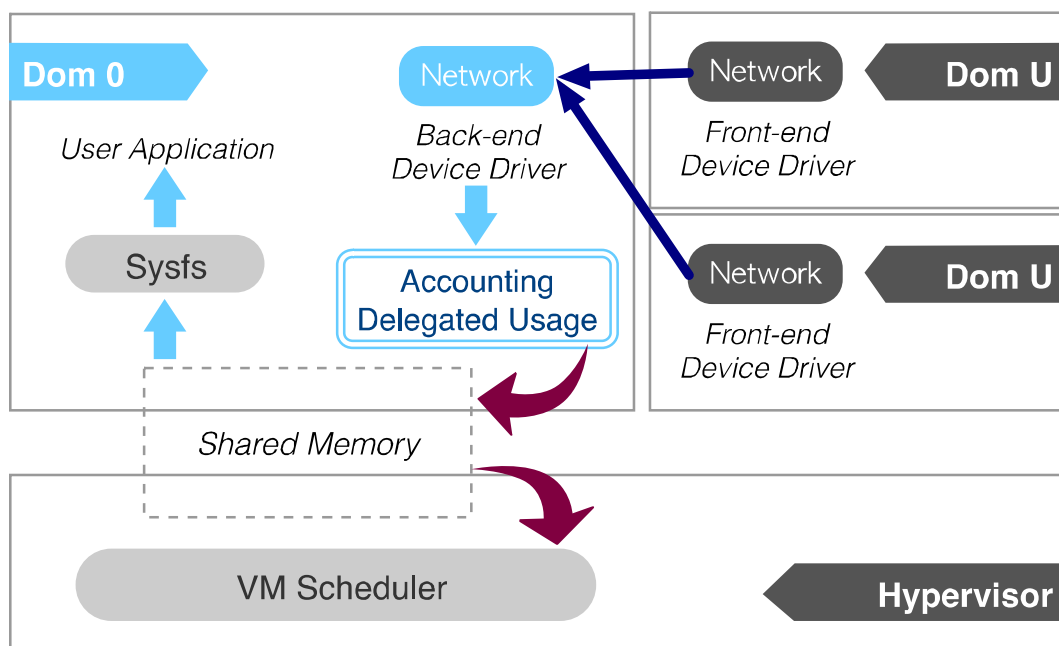 Dom 0
Network
Back-end
Device Driver
User Application
Sysfs
Accounting
Delegated Usage
Shared Memory
Network
Dom U
Front-end
Device Driver
Network
Dom U
Front-end
Device Driver
VM Scheduler
Hypervisor